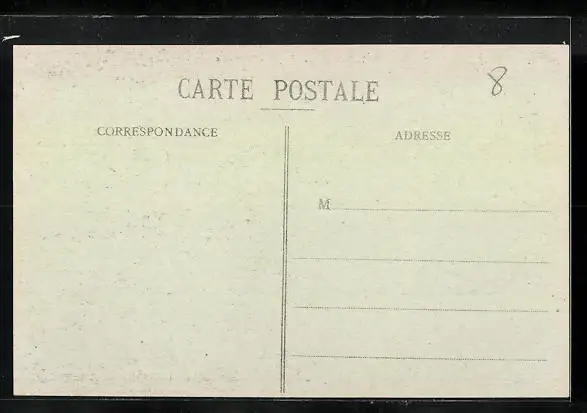 CARTE POSTALE
8
CORRESPONDANCE
ADRESSE
M